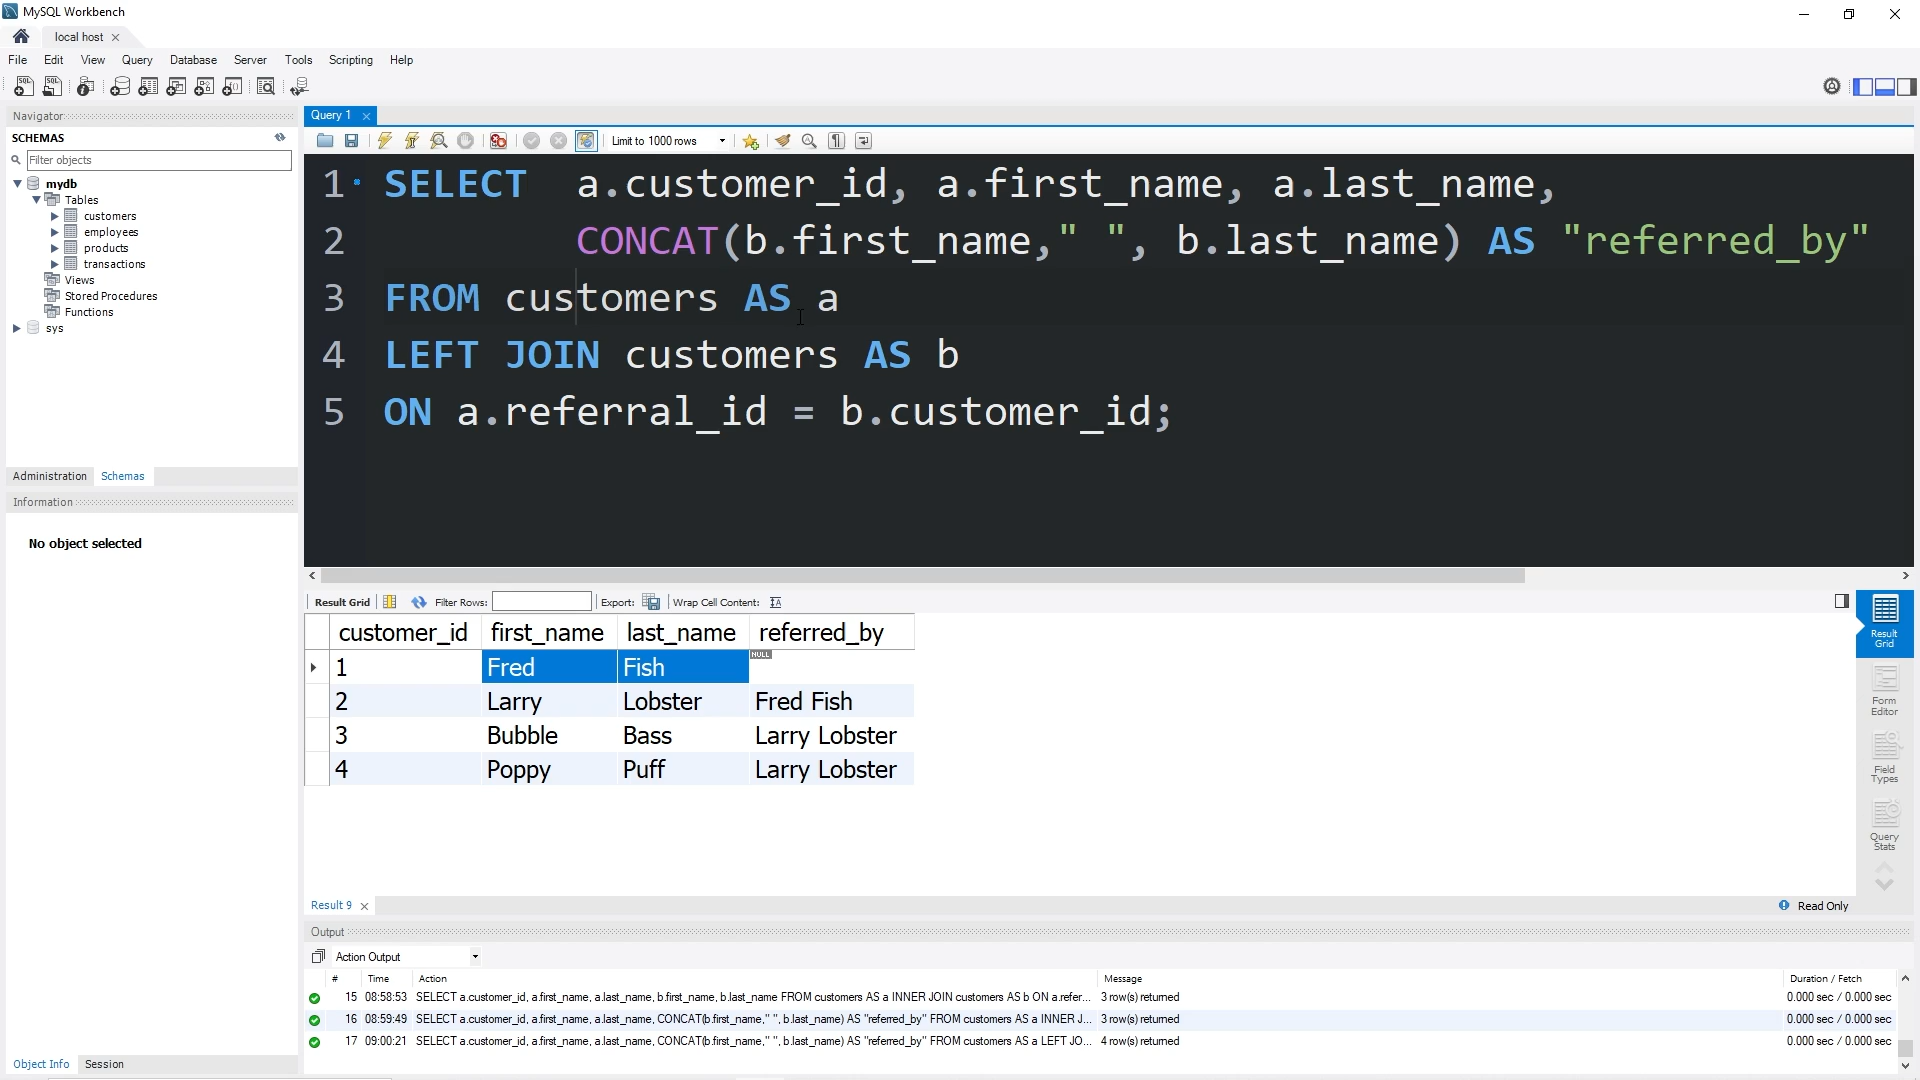 MySQL Workbench
local host
File Edit View Query Database Server Tools Scripting Help
Navigator
SCHEMAS
Filter objects
mydb
Tables
customers
employees
products
transactions
Views
Stored Procedures
Functions
sys
Administration Schemas
Information
No object selected
Object Info Session
Query 1
Limit to 1000 rows
1 SELECT a.customer_id, a.first_name, a.last_name,
2 CONCAT(b.first_name," ", b.last_name) AS "referred_by"
3 FROM customers AS a
4 LEFT JOIN customers AS b
5 ON a.referral_id = b.customer_id;
Result Grid Filter Rows: Export: Wrap Cell Content:
customer_id first_name last_name referred_by
1 Fred Fish NULL
2 Larry Lobster Fred Fish
3 Bubble Bass Larry Lobster
4 Poppy Puff Larry Lobster
Result
Grid
Form
Editor
Field
Types
Query
Stats
Result 9 Read Only
Output
Action Output
# Time Action Message Duration / Fetch
15 08:58:53 SELECT a.customer_id, a.first_name, a.last_name, b.first_name, b.last_name FROM customers AS a INNER JOIN customers AS b ON a.refer... 3 row(s) returned 0.000 sec / 0.000 sec
16 08:59:49 SELECT a.customer_id, a.first_name, a.last_name, CONCAT(b.first_name," ", b.last_name) AS "referred_by" FROM customers AS a INNER J... 3 row(s) returned 0.000 sec / 0.000 sec
17 09:00:21 SELECT a.customer_id, a.first_name, a.last_name, CONCAT(b.first_name," ", b.last_name) AS "referred_by" FROM customers AS a LEFT JO... 4 row(s) returned 0.000 sec / 0.000 sec